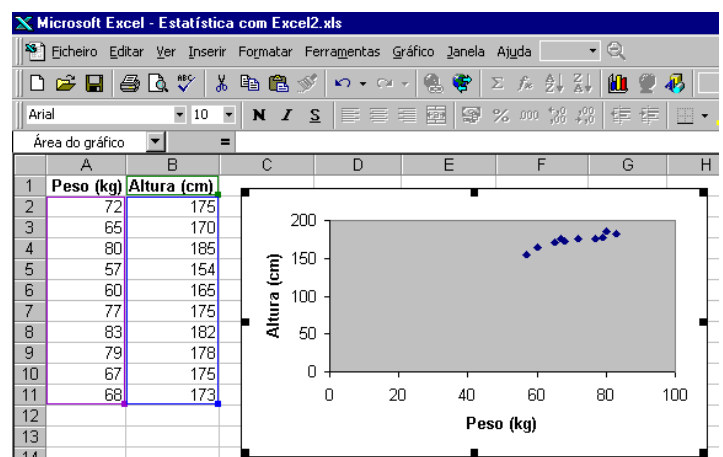 Microsoft Excel - Estatística com Excel2.xls
Ficheiro Editar Ver Inserir Formatar Ferramentas Gráfico Janela Ajuda
Arial 10 N I S % 000
Área do gráfico =
A B C D E F G H
1 Peso (kg) Altura (cm)
2 72 175
3 65 170
4 80 185
5 57 154
6 60 165
7 77 175
8 83 182
9 79 178
10 67 175
11 68 173
12
13
14
200
150
100
50
0
Altura (cm)
0 20 40 60 80 100
Peso (kg)